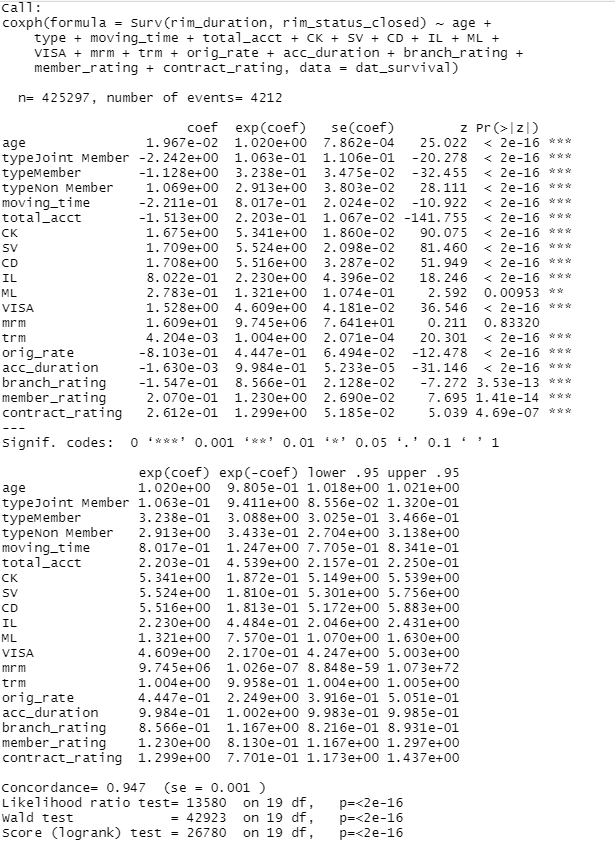 Call:
coxph(formula = Surv(rim_duration, rim_status_closed) ~ age +
    type + moving_time + total_acct + CK + SV + CD + IL + ML +
    VISA + mrm + trm + orig_rate + acc_duration + branch_rating +
    member_rating + contract_rating, data = dat_survival)
  n= 425297, number of events= 4212
coef exp(coef) se(coef) z Pr(>|z|)
age 1.967e-02 1.020e+00 7.862e-04 25.022 < 2e-16 ***
typeJoint Member -2.242e+00 1.063e-01 1.106e-01 -20.278 < 2e-16 ***
typeMember -1.128e+00 3.238e-01 3.475e-02 -32.455 < 2e-16 ***
typeNon Member 1.069e+00 2.913e+00 3.803e-02 28.111 < 2e-16 ***
moving_time -2.211e-01 8.017e-01 2.024e-02 -10.922 < 2e-16 ***
total_acct -1.513e+00 2.203e-01 1.067e-02 -141.755 < 2e-16 ***
CK 1.675e+00 5.341e+00 1.860e-02 90.075 < 2e-16 ***
SV 1.709e+00 5.524e+00 2.098e-02 81.460 < 2e-16 ***
CD 1.708e+00 5.516e+00 3.287e-02 51.949 < 2e-16 ***
IL 8.022e-01 2.230e+00 4.396e-02 18.246 < 2e-16 ***
ML 2.783e-01 1.321e+00 1.074e-01 2.592 0.00953 **
VISA 1.528e+00 4.609e+00 4.181e-02 36.546 < 2e-16 ***
mrm 1.609e+01 9.745e+06 7.641e+01 0.211 0.83320
trm 4.204e-03 1.004e+00 2.071e-04 20.301 < 2e-16 ***
orig_rate -8.103e-01 4.447e-01 6.494e-02 -12.478 < 2e-16 ***
acc_duration -1.630e-03 9.984e-01 5.233e-05 -31.146 < 2e-16 ***
branch_rating -1.547e-01 8.566e-01 2.128e-02 -7.272 3.53e-13 ***
member_rating 2.070e-01 1.230e+00 2.690e-02 7.695 1.41e-14 ***
contract_rating 2.612e-01 1.299e+00 5.185e-02 5.039 4.69e-07 ***
---
Signif. codes:  0 ‘***’ 0.001 ‘**’ 0.01 ‘*’ 0.05 ‘.’ 0.1 ‘ ’ 1
exp(coef) exp(-coef) lower .95 upper .95
age 1.020e+00 9.805e-01 1.018e+00 1.021e+00
typeJoint Member 1.063e-01 9.411e+00 8.556e-02 1.320e-01
typeMember 3.238e-01 3.088e+00 3.025e-01 3.466e-01
typeNon Member 2.913e+00 3.433e-01 2.704e+00 3.138e+00
moving_time 8.017e-01 1.247e+00 7.705e-01 8.341e-01
total_acct 2.203e-01 4.539e+00 2.157e-01 2.250e-01
CK 5.341e+00 1.872e-01 5.149e+00 5.539e+00
SV 5.524e+00 1.810e-01 5.301e+00 5.756e+00
CD 5.516e+00 1.813e-01 5.172e+00 5.883e+00
IL 2.230e+00 4.484e-01 2.046e+00 2.431e+00
ML 1.321e+00 7.570e-01 1.070e+00 1.630e+00
VISA 4.609e+00 2.170e-01 4.247e+00 5.003e+00
mrm 9.745e+06 1.026e-07 8.848e-59 1.073e+72
trm 1.004e+00 9.958e-01 1.004e+00 1.005e+00
orig_rate 4.447e-01 2.249e+00 3.916e-01 5.051e-01
acc_duration 9.984e-01 1.002e+00 9.983e-01 9.985e-01
branch_rating 8.566e-01 1.167e+00 8.216e-01 8.931e-01
member_rating 1.230e+00 8.130e-01 1.167e+00 1.297e+00
contract_rating 1.299e+00 7.701e-01 1.173e+00 1.437e+00
Concordance= 0.947  (se = 0.001 )
Likelihood ratio test= 13580  on 19 df,   p=<2e-16
Wald test            = 42923  on 19 df,   p=<2e-16
Score (logrank) test = 26780  on 19 df,   p=<2e-16